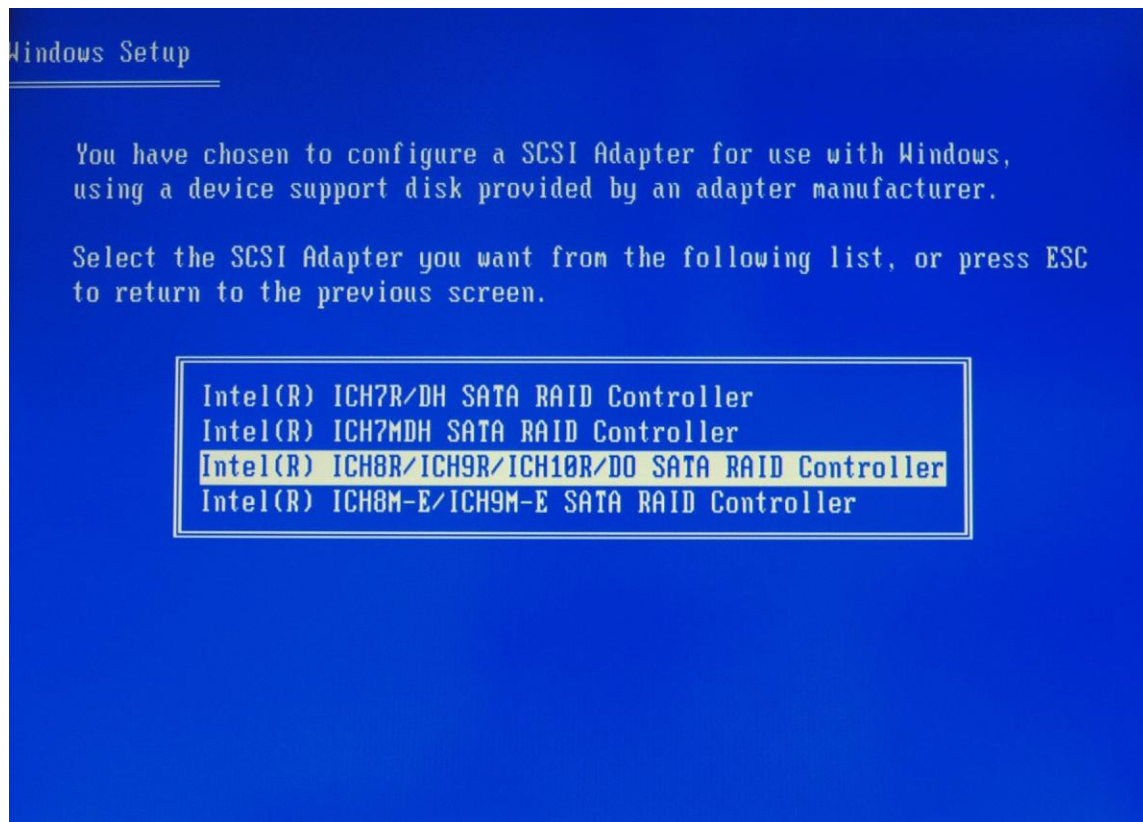 Windows Setup
You have chosen to configure a SCSI Adapter for use with Windows,
using a device support disk provided by an adapter manufacturer.
Select the SCSI Adapter you want from the following list, or press ESC
to return to the previous screen.
Intel(R) ICH7R/DH SATA RAID Controller
Intel(R) ICH7MDH SATA RAID Controller
Intel(R) ICH8R/ICH9R/ICH10R/DO SATA RAID Controller
Intel(R) ICH8M-E/ICH9M-E SATA RAID Controller